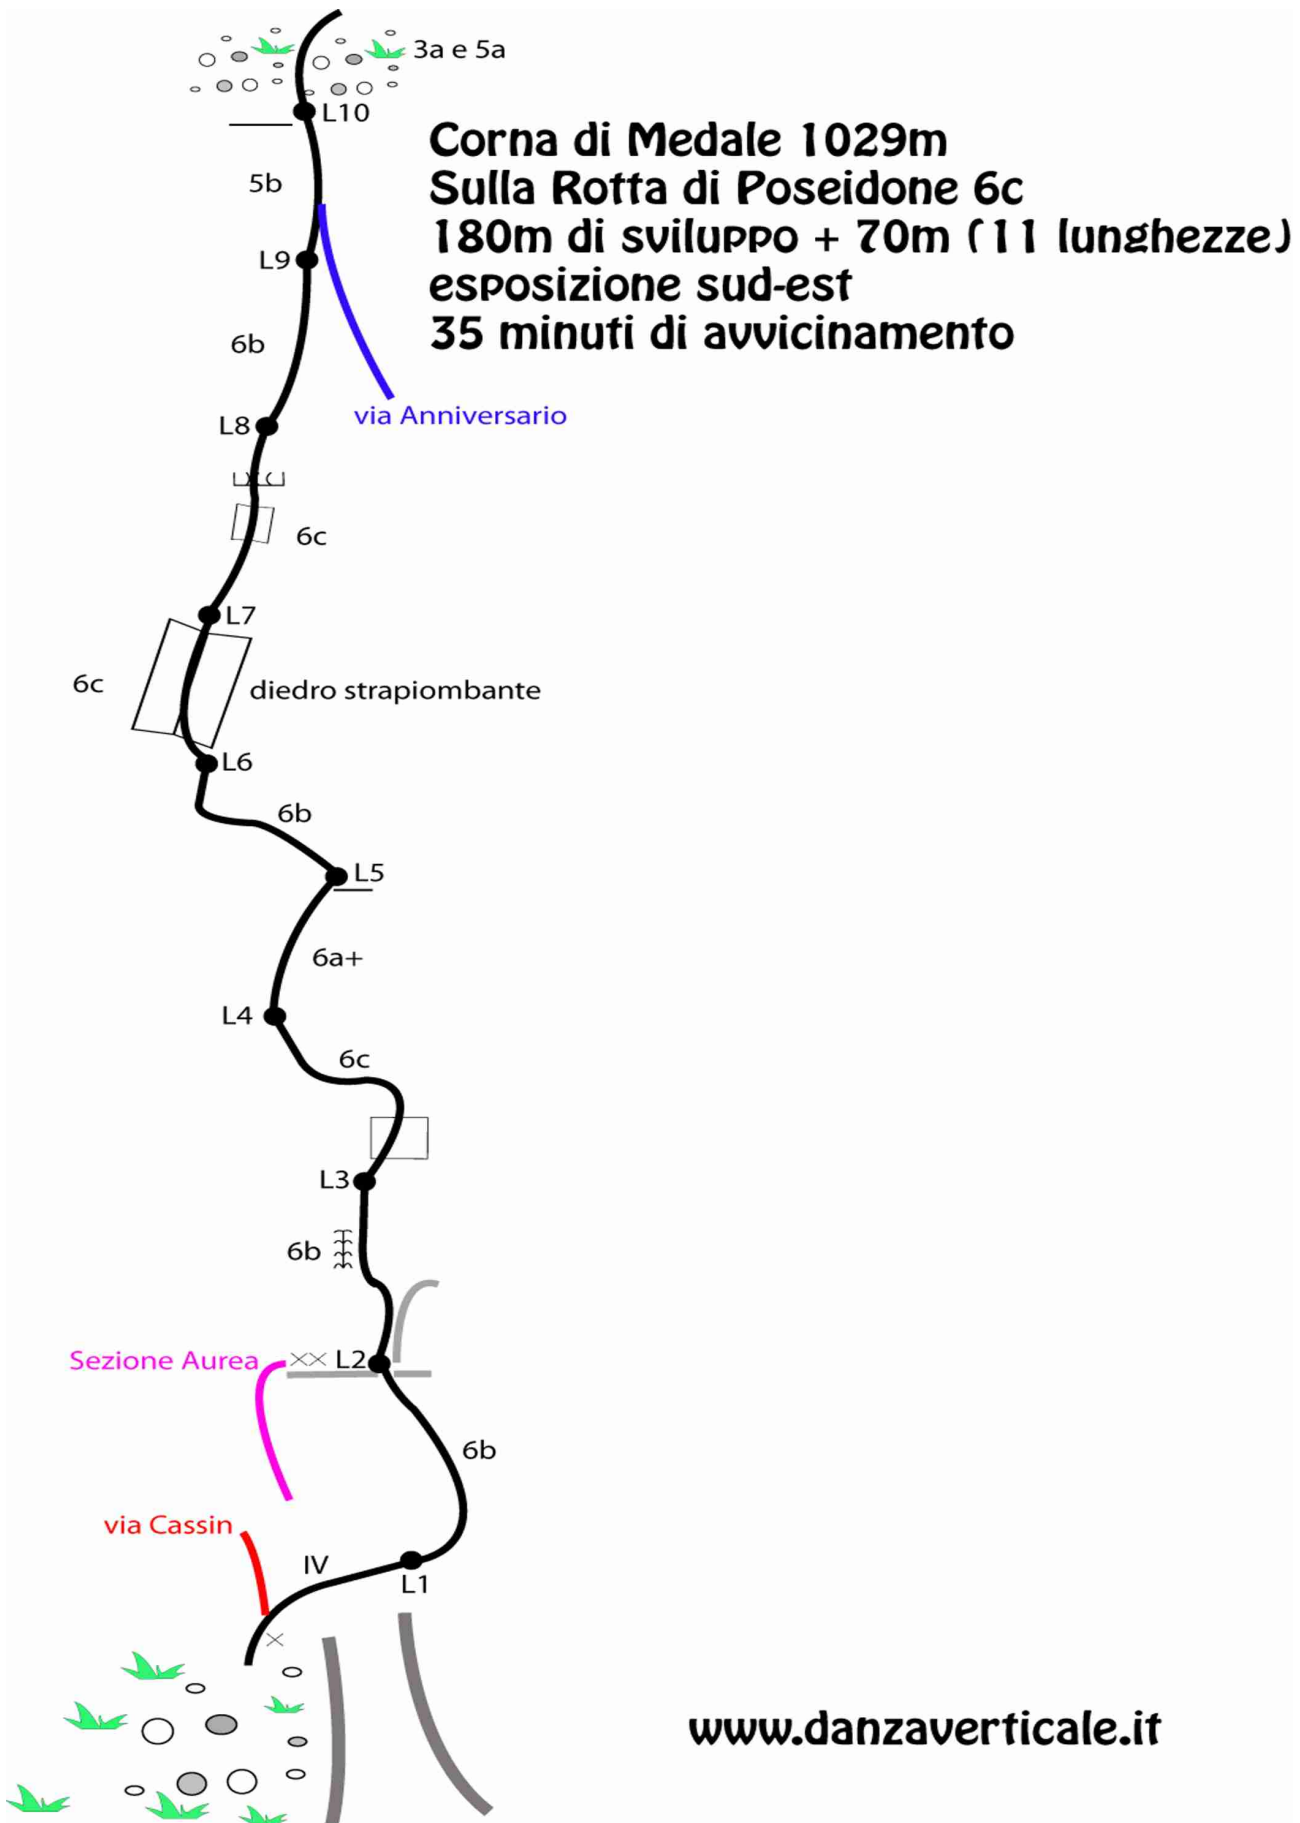 3a e 5a
L10
Corna di Medale 1029m
Sulla Rotta di Poseidone 6c
180m di sviluppo + 70m (11 lunghezze)
esposizione sud-est
35 minuti di avvicinamento
5b
L9
6b
via Anniversario
L8
6c
L7
6c
diedro strapiombante
L6
6b
L5
6a+
L4
6c
L3
6b
Sezione Aurea
L2
6b
via Cassin
IV
L1
www.danzaverticale.it